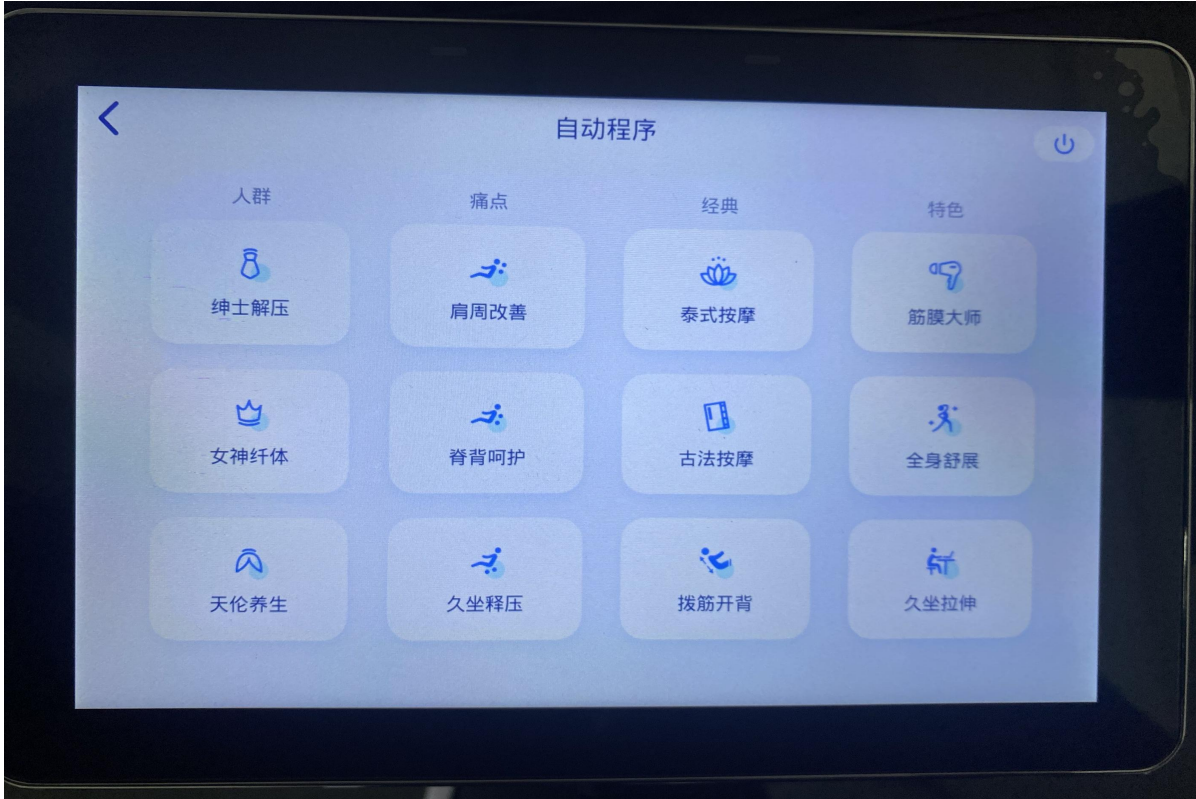 自动程序
人群
痛点
经典
特色
绅士解压
肩周改善
泰式按摩
筋膜大师
女神纤体
脊背呵护
古法按摩
全身舒展
天伦养生
久坐释压
拨筋开背
久坐拉伸